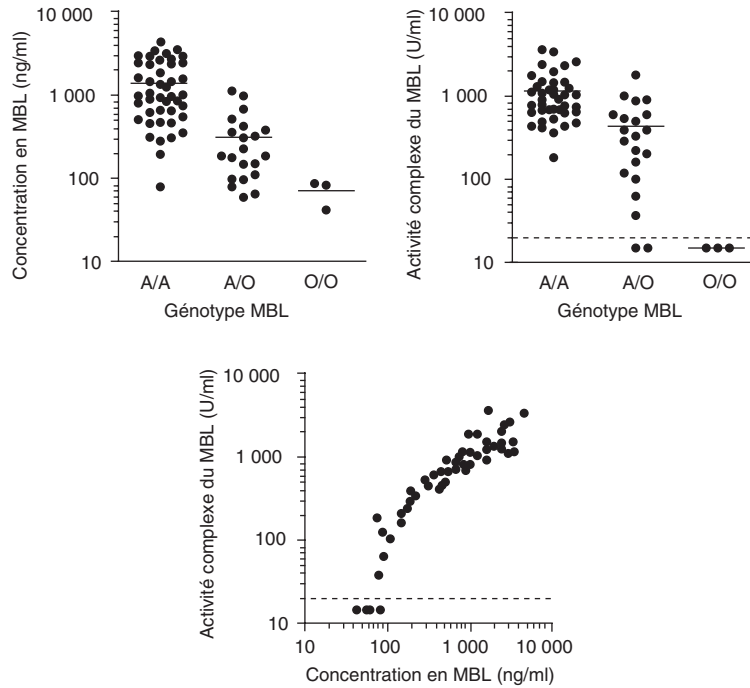 Concentration en MBL (ng/ml)
10 000
1 000
100
10
A/A
A/O
O/O
Génotype MBL
Activité complexe du MBL (U/ml)
10 000
1 000
100
10
A/A
A/O
O/O
Génotype MBL
Activité complexe du MBL (U/ml)
10 000
1 000
100
10
10
100
1 000
10 000
Concentration en MBL (ng/ml)